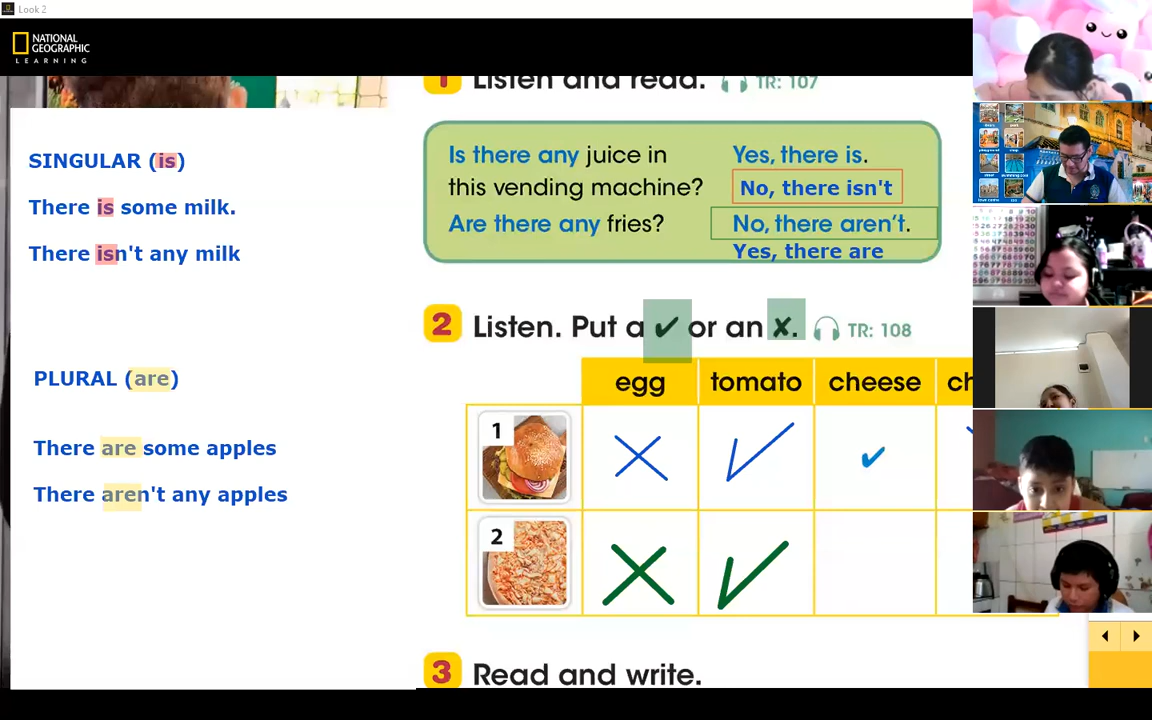 Look 2
NATIONAL
GEOGRAPHIC
LEARNING
1 Listen and read. TR: 107
SINGULAR (is)
There is some milk.
There isn't any milk
PLURAL (are)
There are some apples
There aren't any apples
Is there any juice in
this vending machine?
Are there any fries?
Yes, there is.
No, there isn't
No, there aren't.
Yes, there are
2 Listen. Put a ✔ or an ✘. TR: 108
egg tomato cheese ch
1
2
3 Read and write.